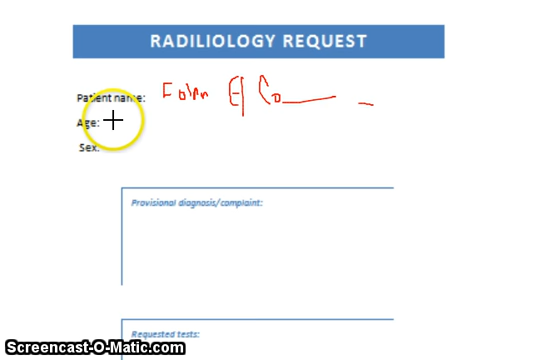 RADILIOLOGY REQUEST
Patient name:
Age:
Sex:
Provisional diagnosis/complaint:
Requested tests:
Screencast-O-Matic.com